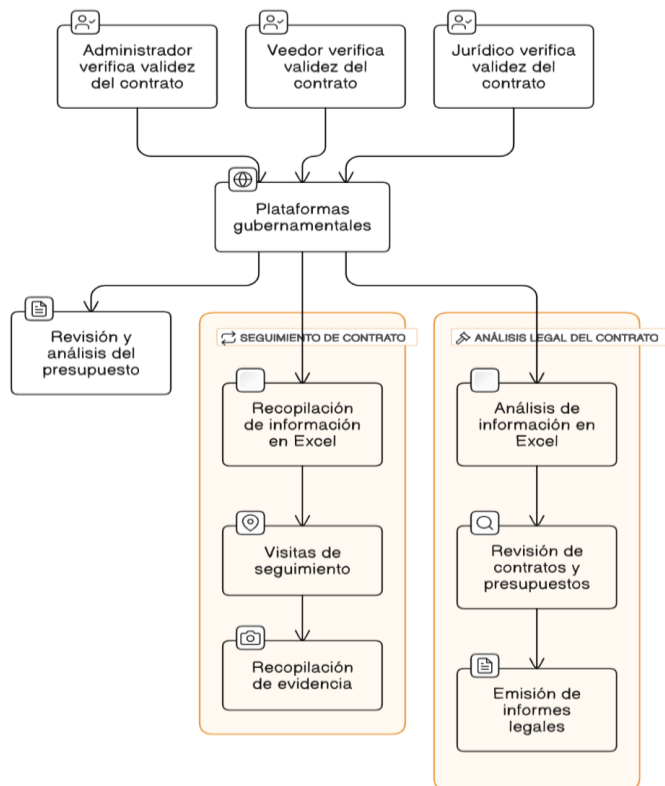 Administrador
verifica validez
del contrato
Veedor verifica
validez del
contrato
Jurídico verifica
validez del
contrato
Plataformas
gubernamentales
Revisión y
análisis del
presupuesto
SEGUIMIENTO DE CONTRATO
Recopilación
de información
en Excel
Visitas de
seguimiento
Recopilación
de evidencia
ANÁLISIS LEGAL DEL CONTRATO
Análisis de
información en
Excel
Revisión de
contratos y
presupuestos
Emisión de
informes
legales